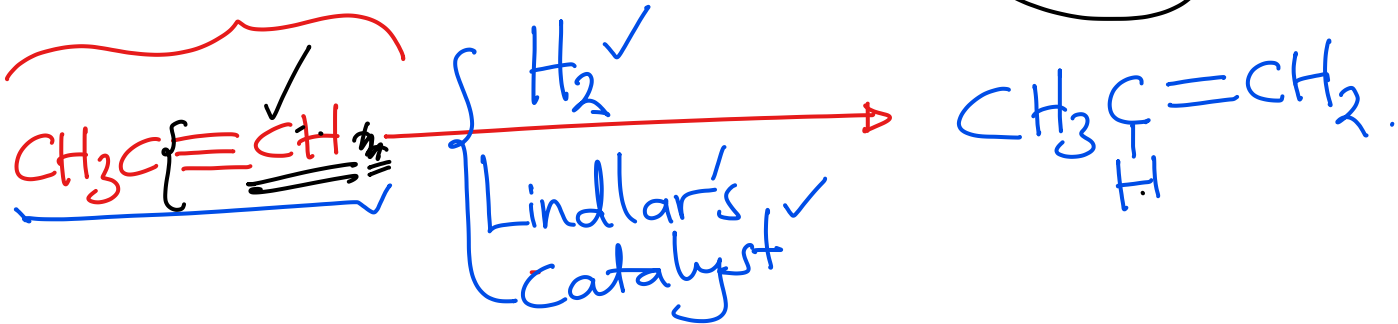 CH₃C≡CH
H₂
Lindlar's
Catalyst
CH₃C=CH₂.
H